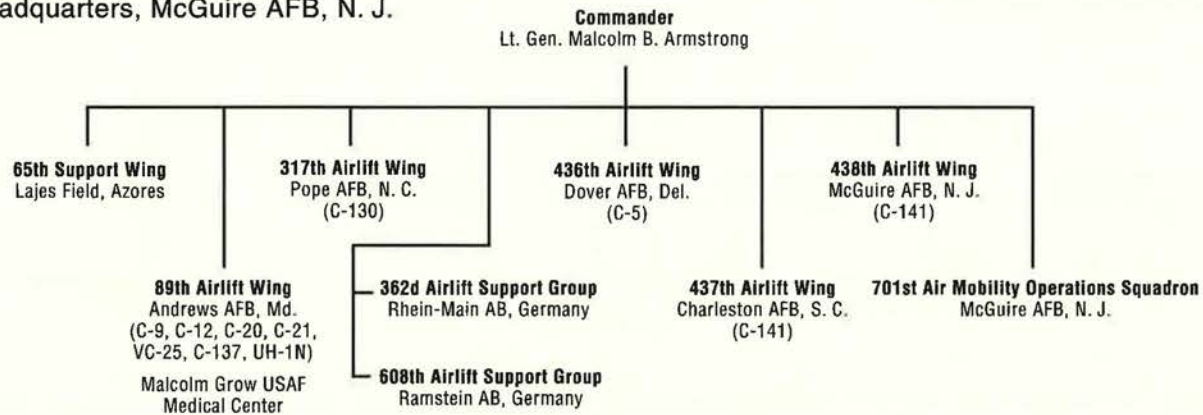 adquarters, McGuire AFB, N. J.
Commander
Lt. Gen. Malcolm B. Armstrong
65th Support Wing
Lajes Field, Azores
317th Airlift Wing
Pope AFB, N. C.
(C-130)
436th Airlift Wing
Dover AFB, Del.
(C-5)
438th Airlift Wing
McGuire AFB, N. J.
(C-141)
89th Airlift Wing
Andrews AFB, Md.
(C-9, C-12, C-20, C-21,
VC-25, C-137, UH-1N)
Malcolm Grow USAF
Medical Center
362d Airlift Support Group
Rhein-Main AB, Germany
608th Airlift Support Group
Ramstein AB, Germany
437th Airlift Wing
Charleston AFB, S. C.
(C-141)
701st Air Mobility Operations Squadron
McGuire AFB, N. J.